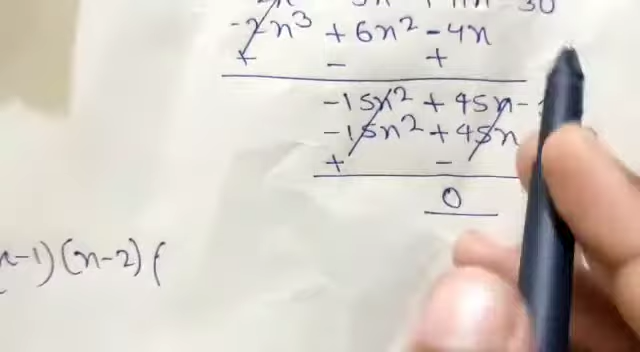 -2x³ + 6x² - 4x
+ - +
-15x² + 45x -
-15x² + 45x
+ -
0
x-1)(x-2)(